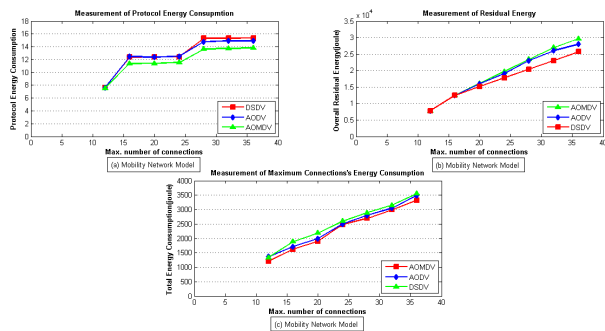 Measurement of Protocol Energy Consupmtion
Protocal Energy Consumption
18
16
14
12
10
8
6
4
2
0
0 5 10 15 20 25 30 35 40
Max. number of connections
DSDV
AODV
AOMDV
(a) Mobility Network Model
Measurement of Residual Energy
Overall Residual Energy(joule)
x 10^4
3.5
3
2.5
2
1.5
1
0.5
0
0 5 10 15 20 25 30 35 40
Max. number of connections
AOMDV
AODV
DSDV
(b) Mobility Network Model
Measurement of Maximum Connections's Energy Consumption
Total Energy Consumption(joule)
4000
3500
3000
2500
2000
1500
1000
500
0
0 5 10 15 20 25 30 35 40
Max. number of connections
AOMDV
AODV
DSDV
(c) Mobility Network Model